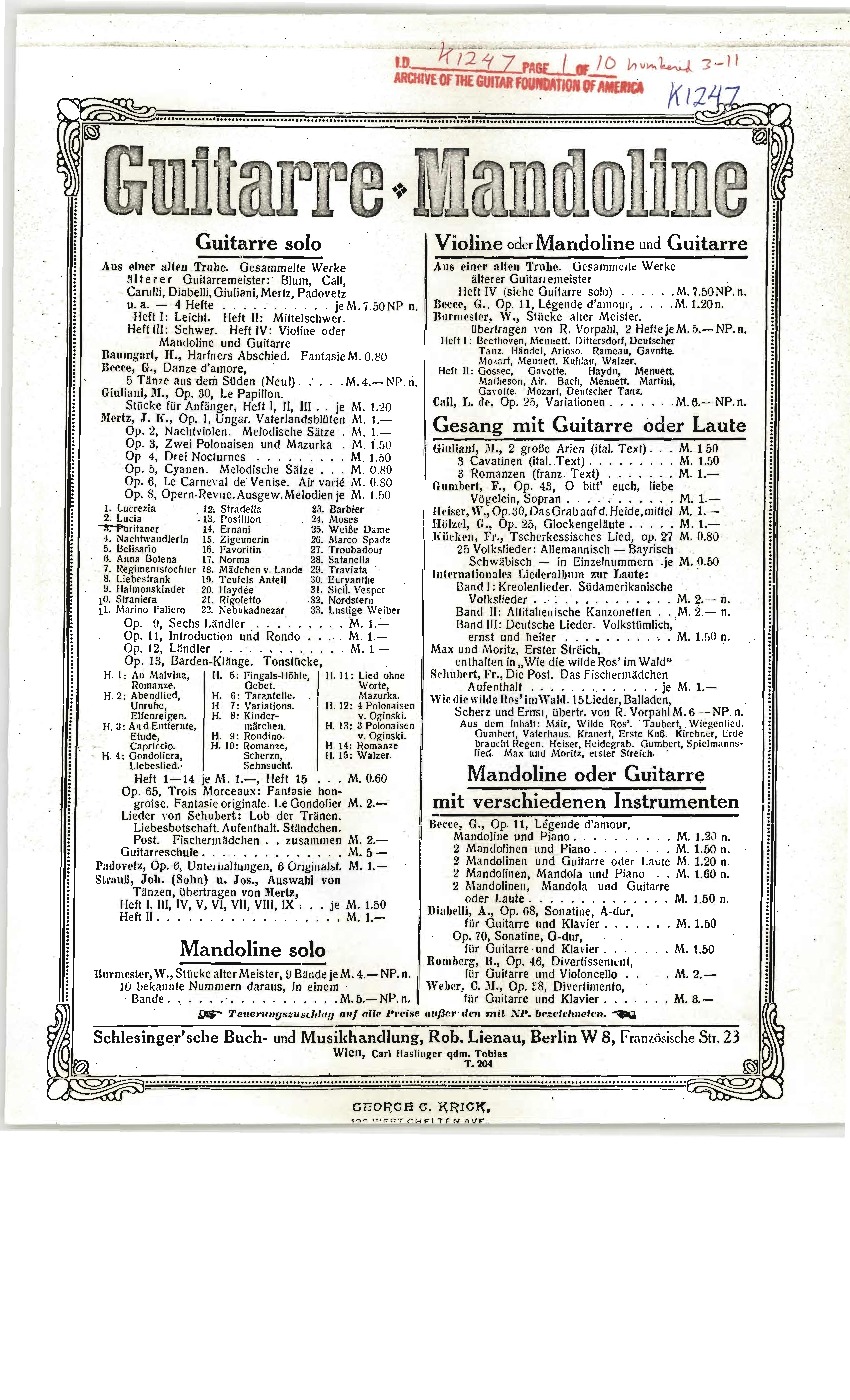 I.D. K1247 PAGE 1 OF 10 numbered 3-11
ARCHIVE OF THE GUITAR FOUNDATION OF AMERICA
K1247
Guitarre Mandoline
Guitarre solo
Aus einer alten Truhe. Gesammelte Werke
älterer Guitarremeister: Blum, Call,
Carulli, Diabelli, Giuliani, Mertz, Padovetz
u. a. — 4 Hefte . . . . . . . . . . je M. 7.50 NP n.
Heft I: Leicht. Heft II: Mittelschwer.
Heft III: Schwer. Heft IV: Violine oder
Mandoline und Guitarre
Baumgart, H., Harfners Abschied. Fantasie M. 0.80
Becce, G., Danze d'amore,
5 Tänze aus dem Süden (Neu!) . . . . . M. 4.— NP. n.
Giuliani, M., Op. 30, Le Papillon.
Stücke für Anfänger, Heft I, II, III . . je M. 1.20
Mertz, J. K., Op. 1, Ungar. Vaterlandsblüten M. 1.—
Op. 2, Nachtviolen. Melodische Sätze . M. 1.—
Op. 3, Zwei Polonaisen und Mazurka . M. 1.50
Op 4, Drei Nocturnes . . . . . . . . . M. 1.50
Op. 5, Cyanen. Melodische Sätze . . . M. 0.80
Op. 6, Le Carneval de Venise. Air varié M. 0.80
Op. 8, Opern-Revue. Ausgew. Melodien je M. 1.50
1. Lucrezia 12. Stradella 23. Barbier
2. Lucia 13. Postillon 24. Moses
3. Puritaner 14. Ernani 25. Weiße Dame
4. Nachtwandlerin 15. Zigeunerin 26. Marco Spada
5. Belisario 16. Favoritin 27. Troubadour
6. Anna Bolena 17. Norma 28. Satanella
7. Regimentstochter 18. Mädchen v. Lande 29. Traviata
8. Liebestrank 19. Teufels Anteil 30. Euryanthe
9. Haimonskinder 20. Haydée 31. Sicil. Vesper
10. Straniera 21. Rigoletto 32. Nordstern
11. Marino Faliero 22. Nebukadnezar 33. Lustige Weiber
Op. 9, Sechs Ländler . . . . . . . . . M. 1.—
Op. 11, Introduction und Rondo . . . . M. 1.—
Op. 12, Ländler . . . . . . . . . . . . . M. 1 —
Op. 13, Barden-Klänge. Tonstücke,
H. 1: An Malvina, Romanze.
H. 2: Abendlied, Unruhe, Elfenreigen.
H. 3: An d Entfernte, Etude, Capriccio.
H. 4: Gondoliera, Liebeslied.
H. 5: Fingals-Höhle, Gebet.
H. 6: Tarantelle.
H 7: Variations.
H. 8: Kindermärchen.
H. 9: Rondino.
H. 10: Romanze, Scherzo, Sehnsucht.
H. 11: Lied ohne Worte, Mazurka.
H. 12: 4 Polonaisen v. Oginski.
H. 13: 3 Polonaisen v. Oginski.
H 14: Romanze
H. 15: Walzer.
Heft 1—14 je M. 1.—, Heft 15 . . . M. 0.60
Op. 65, Trois Morceaux: Fantasie hon-
groise. Fantasie originale. Le Gondolier M. 2.—
Lieder von Schubert: Lob der Tränen.
Liebesbotschaft. Aufenthalt. Ständchen.
Post. Fischermädchen . . zusammen M. 2.—
Guitarreschule . . . . . . . . . . . . . . M. 5 —
Padovetz, Op. 6, Unterhaltungen, 6 Originalst. M. 1.—
Strauß, Joh. (Sohn) u. Jos., Auswahl von
Tänzen, übertragen von Mertz,
Heft I, III, IV, V, VI, VII, VIII, IX . . . je M. 1.50
Heft II . . . . . . . . . . . . . . . . . . M. 1.—
Mandoline solo
Burmester, W., Stücke alter Meister, 9 Bände je M. 4.— NP. n.
10 bekannte Nummern daraus, in einem
Bande . . . . . . . . . . . . . . . . . M. 5.— NP. n.
Violine oder Mandoline und Guitarre
Aus einer alten Truhe. Gesammelte Werke
älterer Guitarremeister
Heft IV (siehe Guitarre solo) . . . . . . M. 7.50 NP. n.
Becce, G., Op. 11, Légende d'amour, . . . . M. 1.20 n.
Burmester, W., Stücke alter Meister.
übertragen von R. Vorpahl, 2 Hefte je M. 5.— NP. n.
Heft I: Beethoven, Mennett. Dittersdorf, Deutscher
Tanz. Händel, Arioso. Rameau, Gavotte.
Mozart, Mennett. Kuhlau, Walzer.
Heft II: Gossec, Gavotte. Haydn, Menuett.
Matheson, Air. Bach, Menuett. Martini,
Gavotte. Mozart, Deutscher Tanz.
Call, L. de, Op. 25, Variationen . . . . . . M. 6.— NP. n.
Gesang mit Guitarre oder Laute
Giuliani, M., 2 große Arien (ital. Text) . . . M. 1 50
3 Cavatinen (ital. Text) . . . . . . . . . M. 1.50
3 Romanzen (franz. Text) . . . . . . . M. 1.—
Gumbert, F., Op. 43, O bitt' euch, liebe
Vögelein, Sopran . . . . . . . . . . M. 1.—
Heiser, W., Op. 30, Das Grab auf d. Heide, mittel M. 1. —
Hölzel, G., Op. 25, Glockengeläute . . . . . M. 1.—
Kücken, Fr., Tscherkessisches Lied, op. 27 M. 0.80
25 Volkslieder: Allemannisch — Bayrisch
Schwäbisch — in Einzelnummern . je M. 0.50
Internationales Liederalbum zur Laute:
Band I: Kreolenlieder. Südamerikanische
Volkslieder . . . . . . . . . . . . . M. 2.— n.
Band II: Altitalienische Kanzonetten . . M. 2.— n.
Band III: Deutsche Lieder. Volkstümlich,
ernst und heiter . . . . . . . . . . . M. 1.50 n.
Max und Moritz, Erster Streich,
enthalten in „Wie die wilde Ros' im Wald“
Schubert, Fr., Die Post. Das Fischermädchen
Aufenthalt . . . . . . . . . . . . . je M. 1.—
Wie die wilde Ros' im Wald. 15 Lieder, Balladen,
Scherz und Ernst, übertr. von R. Vorpahl M. 6 — NP. n.
Aus dem Inhalt: Mair, Wilde Ros'. Taubert, Wiegenlied.
Gumbert, Vaterhaus. Kranert, Erste Kuß. Kirchner, Erde
braucht Regen. Heiser, Heidegrab. Gumbert, Spielmanns-
lied. Max und Moritz, erster Streich.
Mandoline oder Guitarre
mit verschiedenen Instrumenten
Becce, G., Op. 11, Légende d'amour,
Mandoline und Piano . . . . . . . . . . M. 1.20 n.
2 Mandolinen und Piano . . . . . . . . M. 1.50 n.
2 Mandolinen und Guitarre oder Laute M. 1.20 n.
2 Mandolinen, Mandola und Piano . . M. 1.60 n.
2 Mandolinen, Mandola und Guitarre
oder Laute . . . . . . . . . . . . . . M. 1.50 n.
Diabelli, A., Op. 68, Sonatine, A-dur,
für Guitarre und Klavier . . . . . . . M. 1.50
Op. 70, Sonatine, G-dur,
für Guitarre und Klavier . . . . . . . M. 1.50
Romberg, B., Op. 46, Divertissement,
für Guitarre und Violoncello . . . . . M. 2.—
Weber, C. M., Op. 38, Divertimento,
für Guitarre und Klavier . . . . . . . M. 3.—
Teuerungszuschlag auf alle Preise außer den mit NP. bezeichneten.
Schlesinger'sche Buch- und Musikhandlung, Rob. Lienau, Berlin W 8, Französische Str. 23
Wien, Carl Haslinger qdm. Tobias
T. 204
GEORGE C. KRICK,